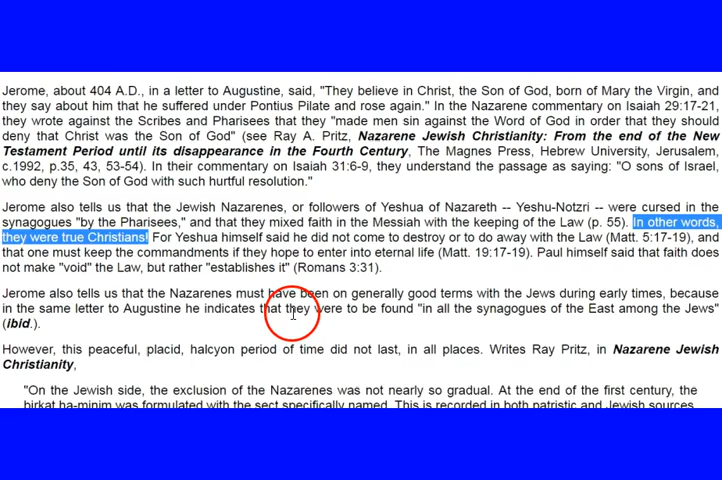 Jerome, about 404 A.D., in a letter to Augustine, said, "They believe in Christ, the Son of God, born of Mary the Virgin, and
they say about him that he suffered under Pontius Pilate and rose again." In the Nazarene commentary on Isaiah 29:17-21,
they wrote against the Scribes and Pharisees that they "made men sin against the Word of God in order that they should
deny that Christ was the Son of God" (see Ray A. Pritz, Nazarene Jewish Christianity: From the end of the New
Testament Period until its disappearance in the Fourth Century, The Magnes Press, Hebrew University, Jerusalem,
c.1992, p.35, 43, 53-54). In their commentary on Isaiah 31:6-9, they understand the passage as saying: "O sons of Israel,
who deny the Son of God with such hurtful resolution."
Jerome also tells us that the Jewish Nazarenes, or followers of Yeshua of Nazareth -- Yeshu-Notzri -- were cursed in the
synagogues "by the Pharisees," and that they mixed faith in the Messiah with the keeping of the Law (p. 55). In other words,
they were true Christians! For Yeshua himself said he did not come to destroy or to do away with the Law (Matt. 5:17-19), and
that one must keep the commandments if they hope to enter into eternal life (Matt. 19:17-19). Paul himself said that faith does
not make "void" the Law, but rather "establishes it" (Romans 3:31).
Jerome also tells us that the Nazarenes must have been on generally good terms with the Jews during early times, because
in the same letter to Augustine he indicates that they were to be found "in all the synagogues of the East among the Jews"
(ibid.).
However, this peaceful, placid, halcyon period of time did not last, in all places. Writes Ray Pritz, in Nazarene Jewish
Christianity,
"On the Jewish side, the exclusion of the Nazarenes was not nearly so gradual. At the end of the first century, the
birkat ha-minim was formulated with the sect specifically named. This is recorded in both patristic and Jewish sources